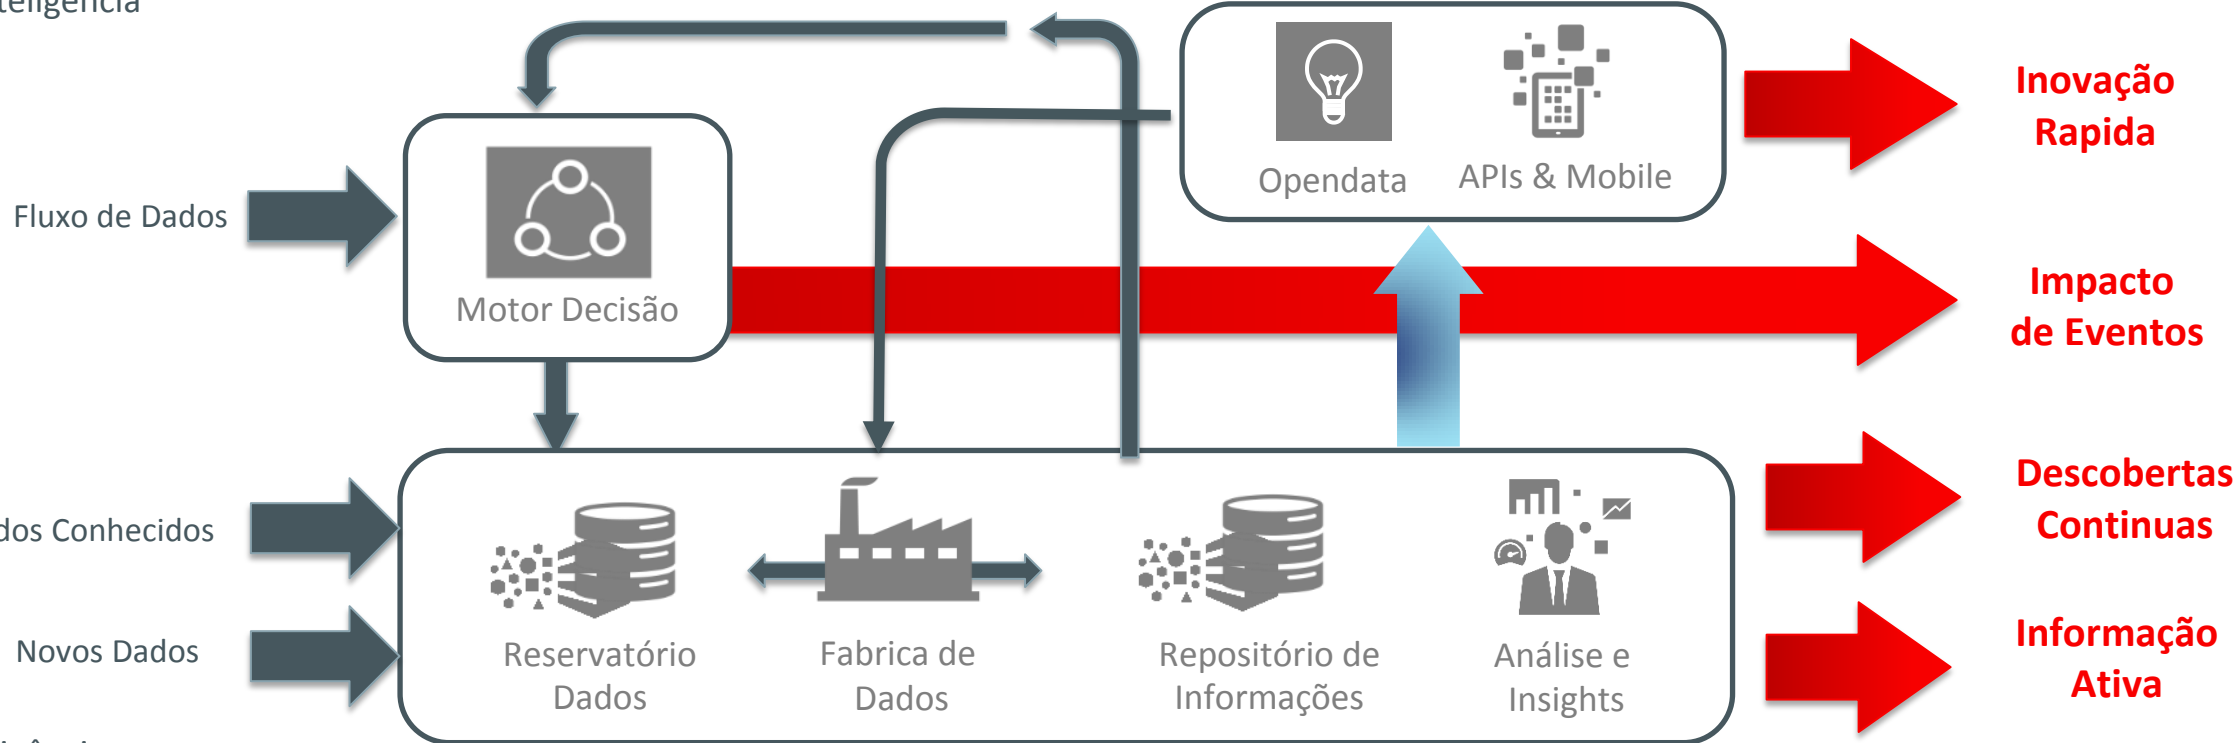 Inovação
Rapida
Opendata
APIs & Mobile
Fluxo de Dados
Motor Decisão
Impacto
de Eventos
Conhecidos
Descobertas
Continuas
Novos Dados
Reservatório
Dados
Fabrica de
Dados
Repositório de
Informações
Análise e
Insights
Informação
Ativa